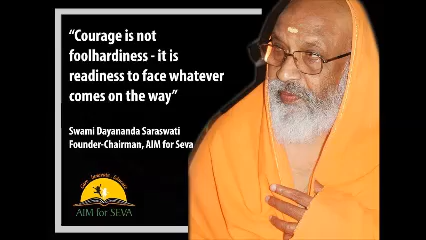 “Courage is not
foolhardiness - it is
readiness to face whatever
comes on the way”
Swami Dayananda Saraswati
Founder-Chairman, AIM for Seva
AIM for SEVA